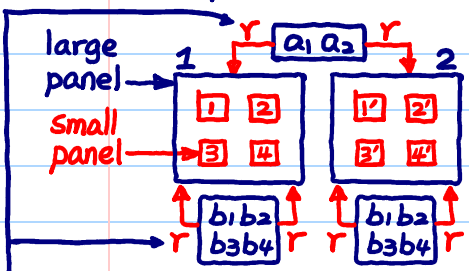 r a₁ a₂ r
large panel
1
2
small panel
1 2
3 4
1' 2'
3' 4'
r b₁ b₂ r
b₃ b₄
r b₁ b₂ r
b₃ b₄